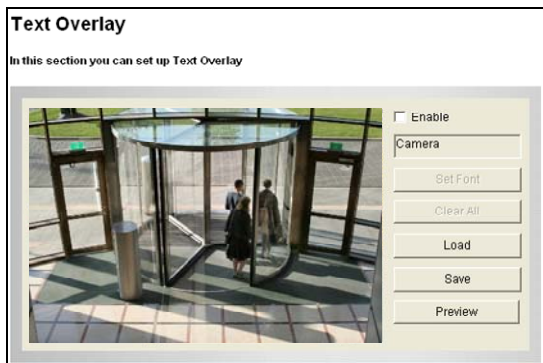 Text Overlay
In this section you can set up Text Overlay
Enable
Camera
Set Font
Clear All
Load
Save
Preview